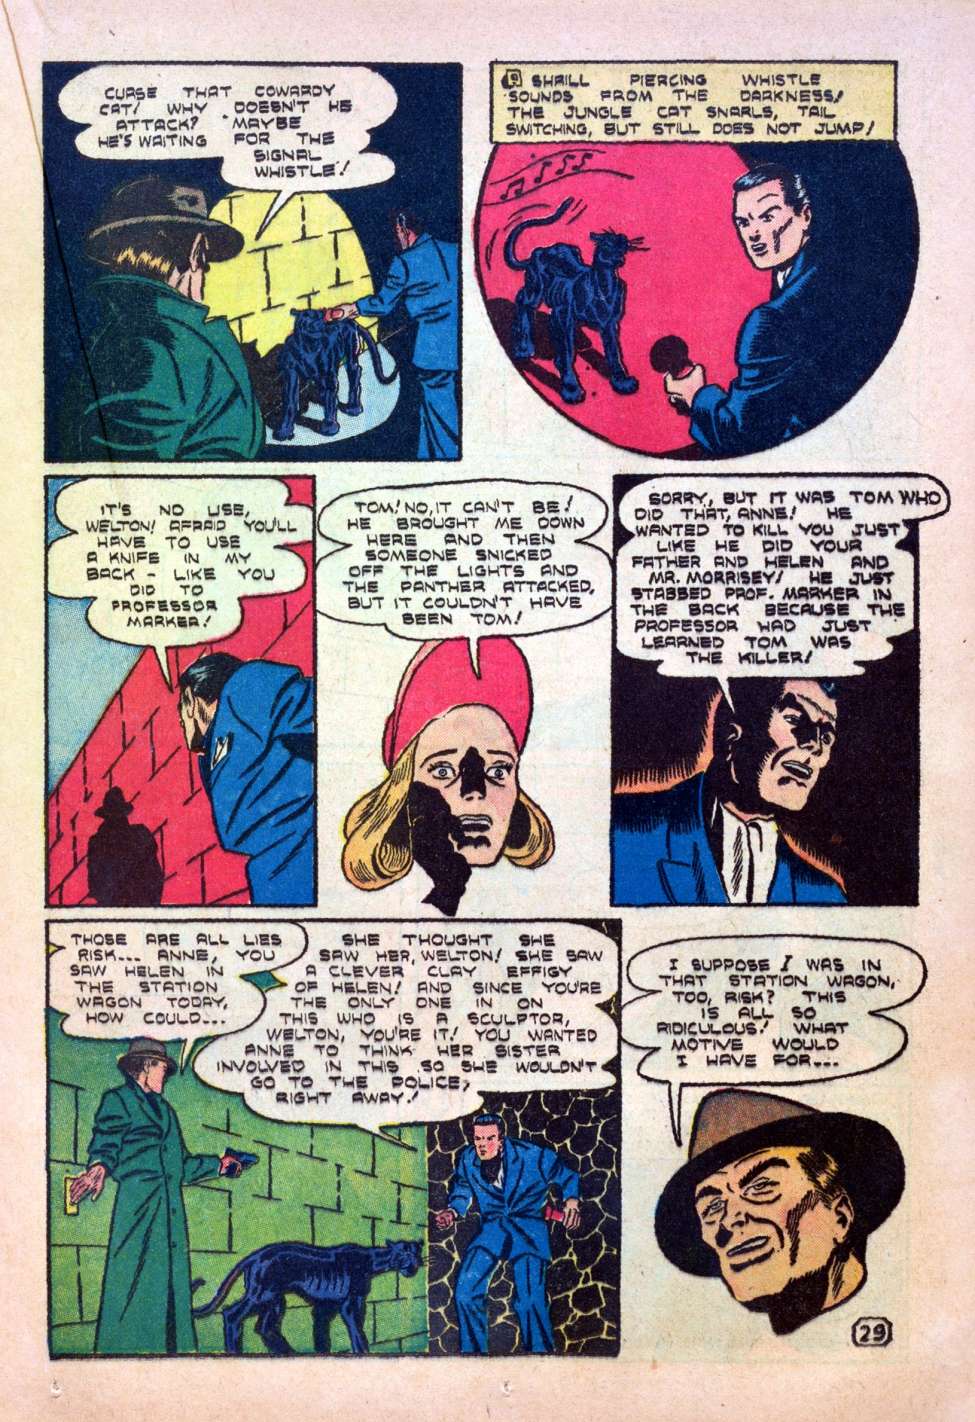 CURSE THAT COWARDY
CAT! WHY DOESN'T HE
ATTACK? MAYBE
HE'S WAITING FOR THE
SIGNAL
WHISTLE!
A SHRILL PIERCING WHISTLE
SOUNDS FROM THE DARKNESS!
THE JUNGLE CAT SNARLS, TAIL
SWITCHING, BUT STILL DOES NOT JUMP!
IT'S NO USE,
WELTON! AFRAID YOU'LL
HAVE TO USE
A KNIFE IN MY
BACK - LIKE YOU
DID TO
PROFESSOR
MARKER!
TOM! NO, IT CAN'T BE!
HE BROUGHT ME DOWN
HERE AND THEN
SOMEONE SNICKED
OFF THE LIGHTS AND
THE PANTHER ATTACKED.
BUT IT COULDN'T HAVE
BEEN TOM!
SORRY, BUT IT WAS TOM WHO
DID THAT, ANNE! HE
WANTED TO KILL YOU JUST
LIKE HE DID YOUR
FATHER AND HELEN AND
MR. MORRISEY! HE JUST
STABBED PROF. MARKER IN
THE BACK BECAUSE THE
PROFESSOR HAD JUST
LEARNED TOM WAS
THE KILLER!
THOSE ARE ALL LIES
RISK... ANNE, YOU
SAW HELEN IN
THE STATION
WAGON TODAY,
HOW COULD...
SHE THOUGHT SHE
SAW HER, WELTON! SHE SAW
A CLEVER CLAY EFFIGY
OF HELEN! AND SINCE YOU'RE
THE ONLY ONE IN ON
THIS WHO IS A SCULPTOR,
WELTON, YOU'RE IT! YOU WANTED
ANNE TO THINK HER SISTER
INVOLVED IN THIS SO SHE WOULDN'T
GO TO THE POLICE,
RIGHT AWAY!
I SUPPOSE I WAS IN
THAT STATION WAGON,
TOO, RISK? THIS
IS ALL SO
RIDICULOUS! WHAT
MOTIVE WOULD
I HAVE FOR...
29